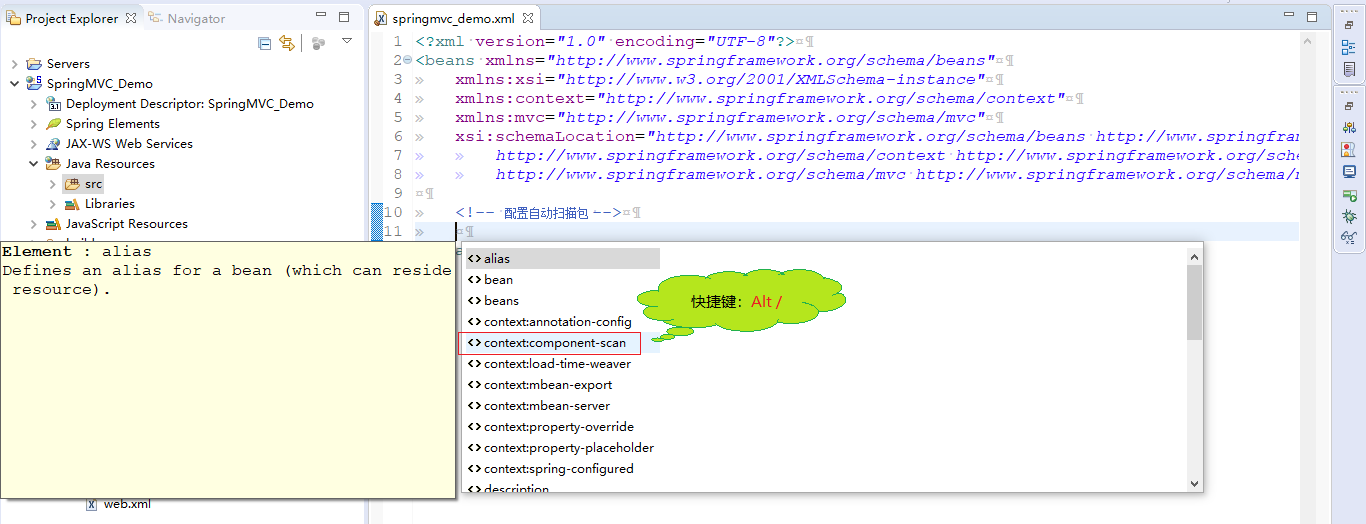 Project Explorer
Navigator
Servers
SpringMVC_Demo
Deployment Descriptor: SpringMVC_Demo
Spring Elements
JAX-WS Web Services
Java Resources
src
Libraries
JavaScript Resources
web.xml
springmvc_demo.xml
1 <?xml version="1.0" encoding="UTF-8"?>¤¶
2 <beans xmlns="http://www.springframework.org/schema/beans"¤¶
3 » xmlns:xsi="http://www.w3.org/2001/XMLSchema-instance"¤¶
4 » xmlns:context="http://www.springframework.org/schema/context"¤¶
5 » xmlns:mvc="http://www.springframework.org/schema/mvc"¤¶
6 » xsi:schemaLocation="http://www.springframework.org/schema/beans http://www.springf
7 » » http://www.springframework.org/schema/context http://www.springframework.org/sche
8 » » http://www.springframework.org/schema/mvc http://www.springframework.org/schema/m
9 ¤¶
10 » <!-- 配置自动扫描包 -->¤¶
11 » ¤¶
Element : alias
Defines an alias for a bean (which can reside
resource).
<> alias
<> bean
<> beans
<> context:annotation-config
<> context:component-scan
<> context:load-time-weaver
<> context:mbean-export
<> context:mbean-server
<> context:property-override
<> context:property-placeholder
<> context:spring-configured
<> description
快捷键：Alt /